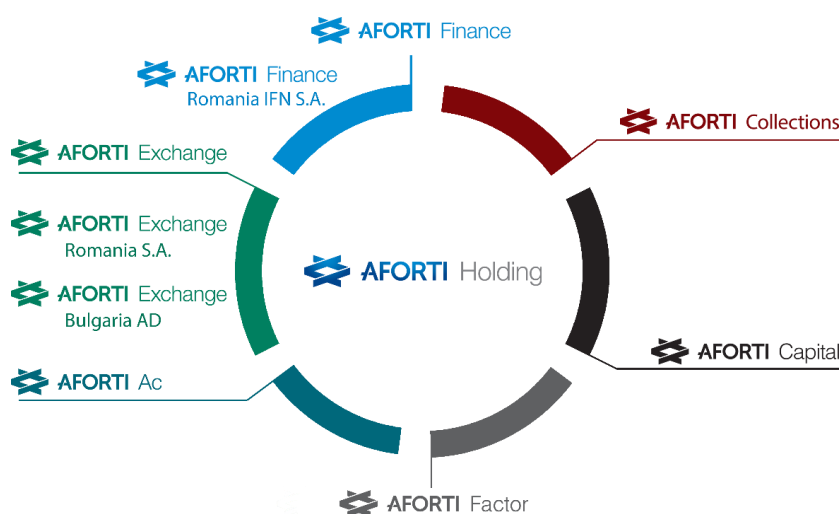 AFORTI Finance
AFORTI Finance
Romania IFN S.A.
AFORTI Collections
AFORTI Exchange
AFORTI Exchange
Romania S.A.
AFORTI Holding
AFORTI Exchange
Bulgaria AD
AFORTI Capital
AFORTI Ac
AFORTI Factor